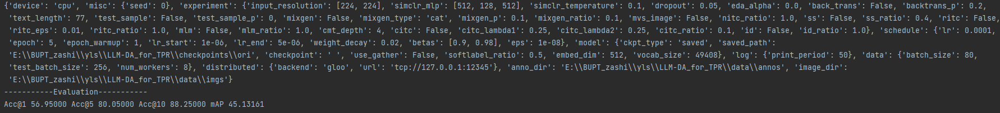 {'device': 'cpu', 'misc': {'seed': 0}, 'experiment': {'input_resolution': [224, 224], 'simclr_mlp': [512, 128, 512], 'simclr_temperature': 0.1, 'dropout': 0.05, 'eda_alpha': 0.0, 'back_trans': False, 'backtrans_p': 0.2,
'text_length': 77, 'test_sample': False, 'test_sample_p': 0, 'mixgen': False, 'mixgen_type': 'cat', 'mixgen_p': 0.1, 'mixgen_ratio': 0.1, 'mvs_image': False, 'nitc_ratio': 1.0, 'ss': False, 'ss_ratio': 0.4, 'ritc': False,
'ritc_eps': 0.01, 'ritc_ratio': 1.0, 'mlm': False, 'mlm_ratio': 1.0, 'cmt_depth': 4, 'citc': False, 'citc_lambda1': 0.25, 'citc_lambda2': 0.25, 'citc_ratio': 0.1, 'id': False, 'id_ratio': 1.0}, 'schedule': {'lr': 0.0001,
'epoch': 5, 'epoch_warmup': 1, 'lr_start': 1e-06, 'lr_end': 5e-06, 'weight_decay': 0.02, 'betas': [0.9, 0.98], 'eps': 1e-08}, 'model': {'ckpt_type': 'saved', 'saved_path':
'E:\\BUPT_zashi\\yls\\LLM-DA_for_TPR\\checkpoints\\ori', 'checkpoint': ' ', 'use_gather': False, 'softlabel_ratio': 0.5, 'embed_dim': 512, 'vocab_size': 49408}, 'log': {'print_period': 50}, 'data': {'batch_size': 80,
'test_batch_size': 256, 'num_workers': 8}, 'distributed': {'backend': 'gloo', 'url': 'tcp://127.0.0.1:12345'}, 'anno_dir': 'E:\\BUPT_zashi\\yls\\LLM-DA_for_TPR\\data\\annos', 'image_dir':
'E:\\BUPT_zashi\\yls\\LLM-DA_for_TPR\\data\\imgs'}
-----------Evaluation-----------
Acc@1 56.95000 Acc@5 80.05000 Acc@10 88.25000 mAP 45.13161